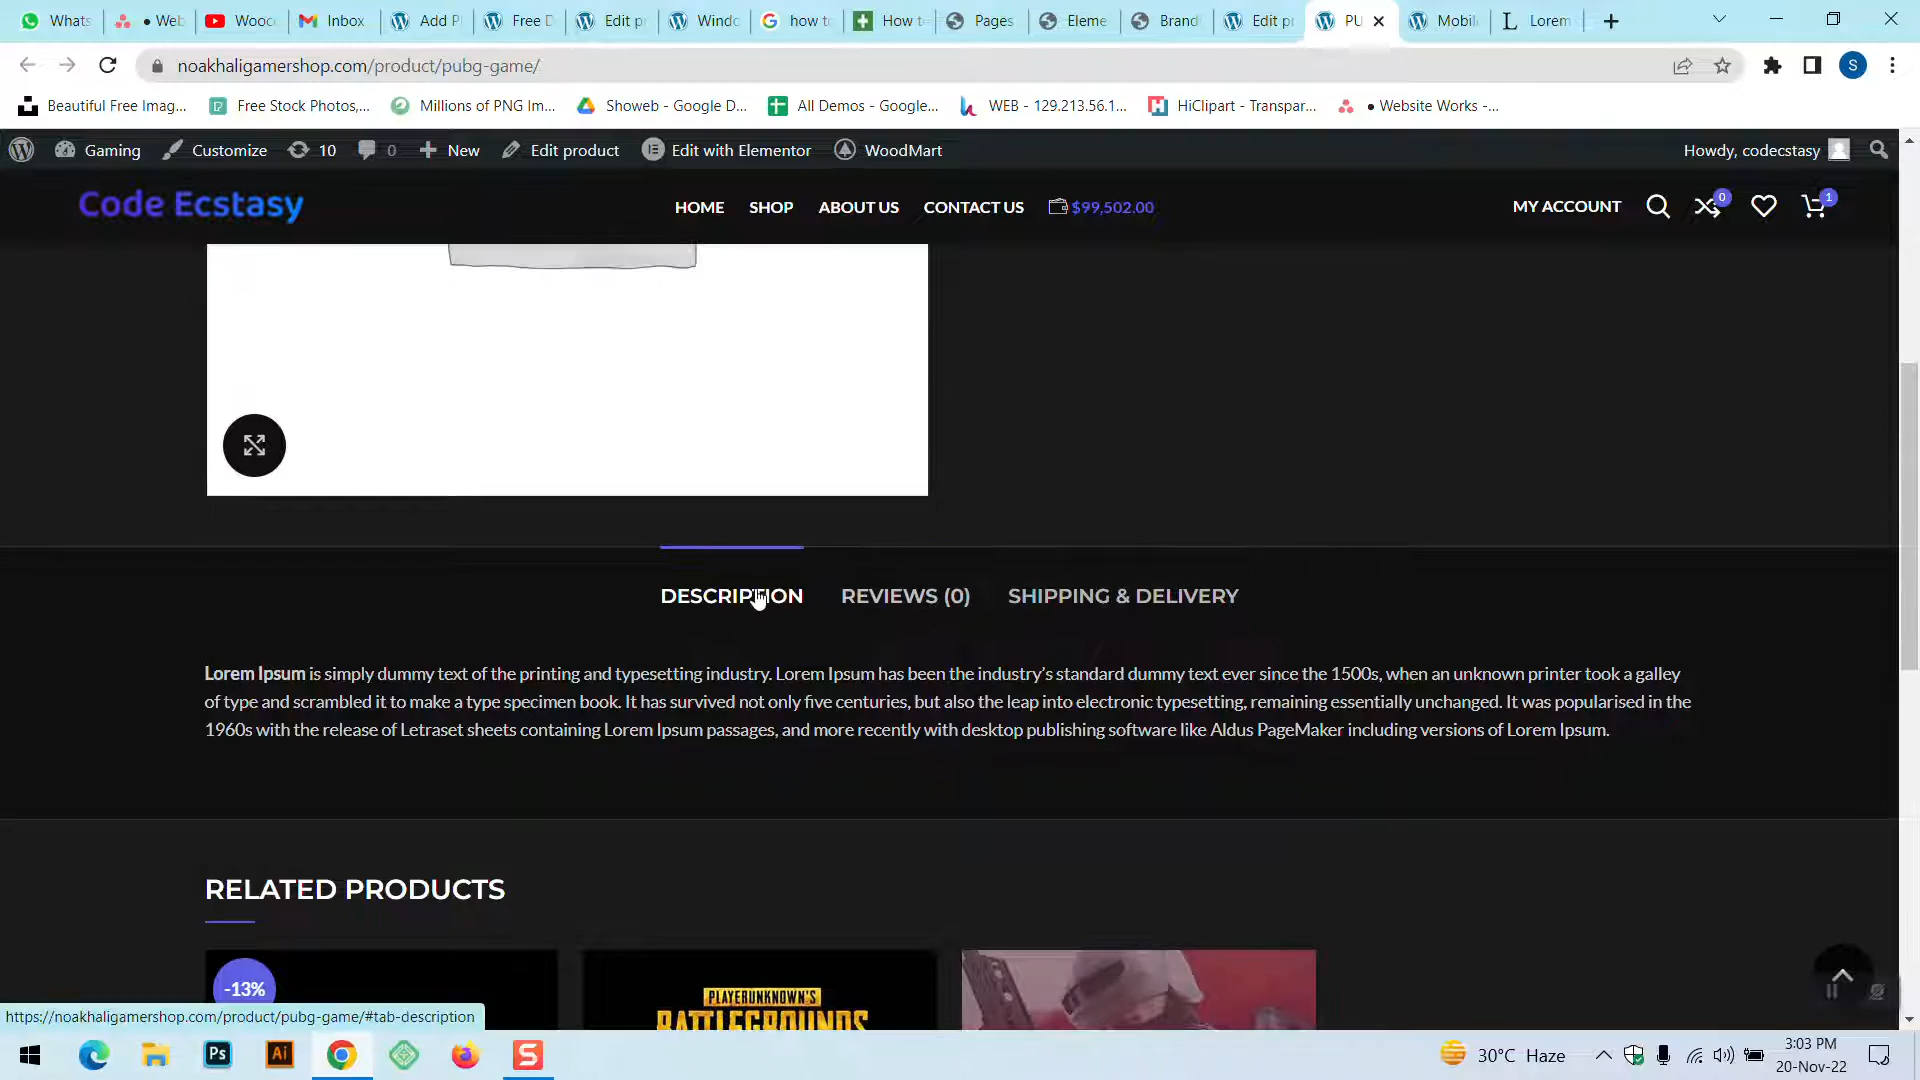 Whats
Web
Wooc
Inbox
Add P
Free D
Edit pr
Windo
how to
How t
Pages
Eleme
Brand
Edit pr
PU
Mobil
Lorem
noakhaligamershop.com/product/pubg-game/
S
Beautiful Free Imag...
Free Stock Photos,...
Millions of PNG Im...
Showeb - Google D...
All Demos - Google...
WEB - 129.213.56.1...
HiClipart - Transpar...
● Website Works -...
Gaming
Customize
10
0
New
Edit product
Edit with Elementor
WoodMart
Howdy, codecstasy
Code Ecstasy
HOME
SHOP
ABOUT US
CONTACT US
$99,502.00
MY ACCOUNT
0
1
DESCRIPTION
REVIEWS (0)
SHIPPING & DELIVERY
Lorem Ipsum is simply dummy text of the printing and typesetting industry. Lorem Ipsum has been the industry’s standard dummy text ever since the 1500s, when an unknown printer took a galley
of type and scrambled it to make a type specimen book. It has survived not only five centuries, but also the leap into electronic typesetting, remaining essentially unchanged. It was popularised in the
1960s with the release of Letraset sheets containing Lorem Ipsum passages, and more recently with desktop publishing software like Aldus PageMaker including versions of Lorem Ipsum.
RELATED PRODUCTS
-13%
PLAYERUNKNOWN'S
BATTLEGROUNDS
https://noakhaligamershop.com/product/pubg-game/#tab-description
Ps
Ai
S
30°C Haze
3:03 PM
20-Nov-22